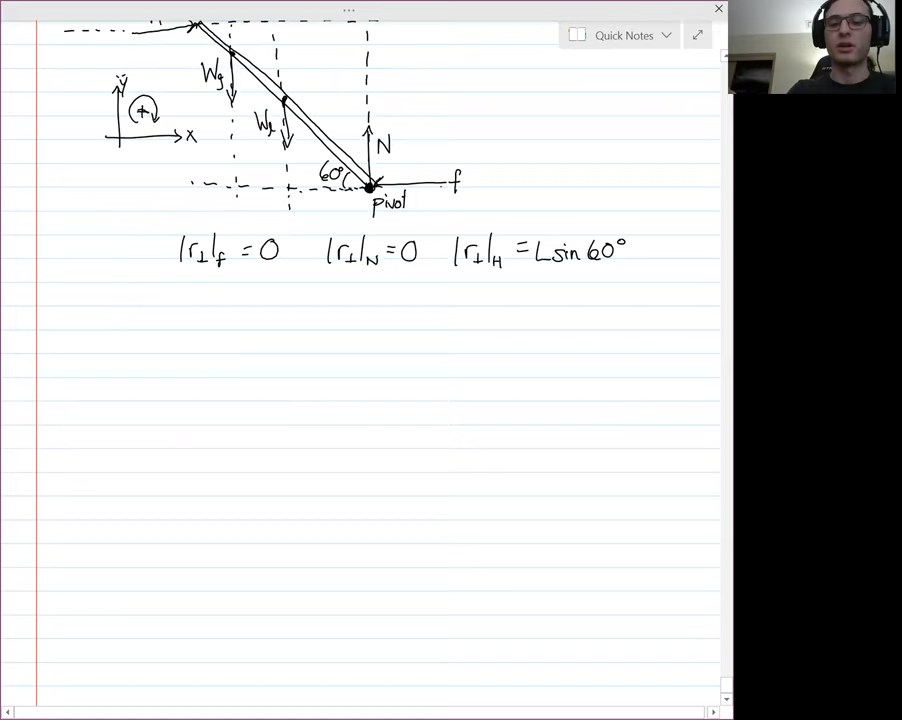 Quick Notes
Wg
ÿ
+
x
Wl
N
60°
f
pivot
|r⊥|f = 0 |r⊥|N = 0 |r⊥|H = L sin 60°